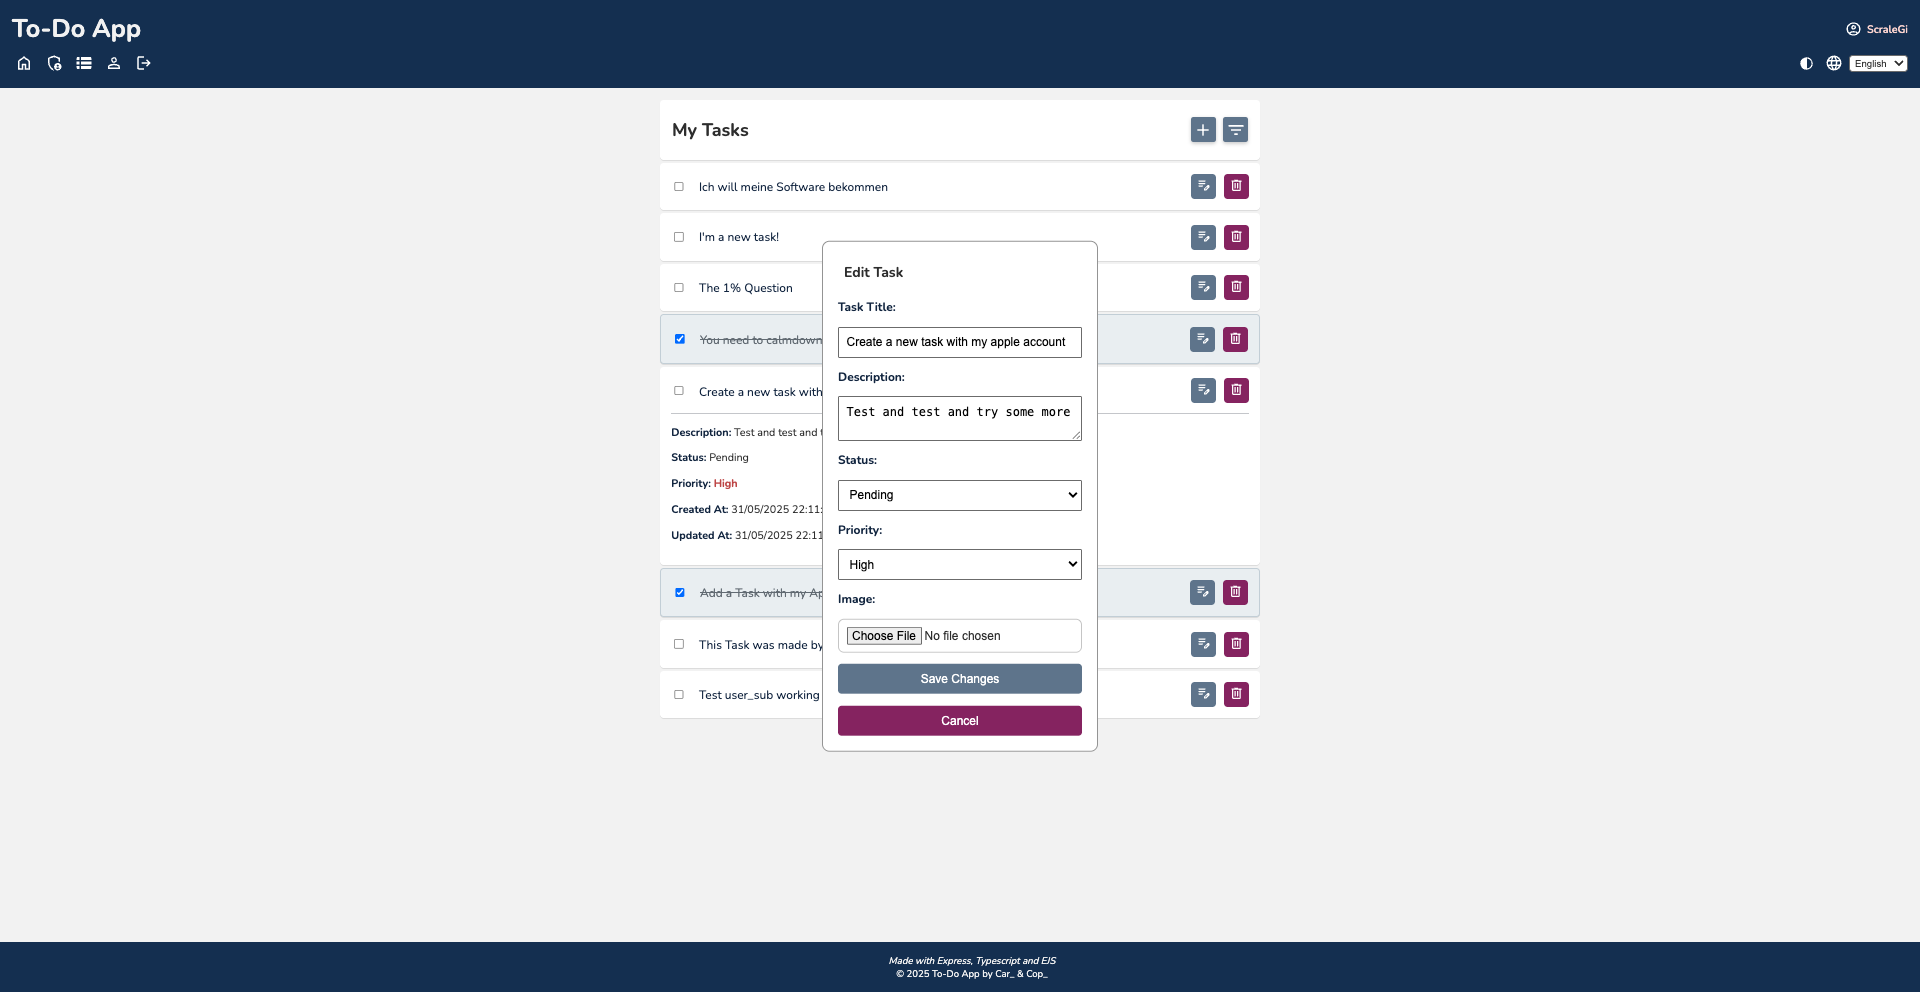 To-Do App
ScraleGi
English
My Tasks
Ich will meine Software bekommen
I'm a new task!
The 1% Question
You need to calmdown
Create a new task with
Description: Test and test and
Status: Pending
Priority: High
Created At: 31/05/2025 22:11:
Updated At: 31/05/2025 22:11
Add a Task with my Ap
This Task was made by
Test user_sub working
Edit Task
Task Title:
Create a new task with my apple account
Description:
Test and test and try some more
Status:
Pending
Priority:
High
Image:
Choose File No file chosen
Save Changes
Cancel
Made with Express, Typescript and EJS
© 2025 To-Do App by Car_ & Cop_